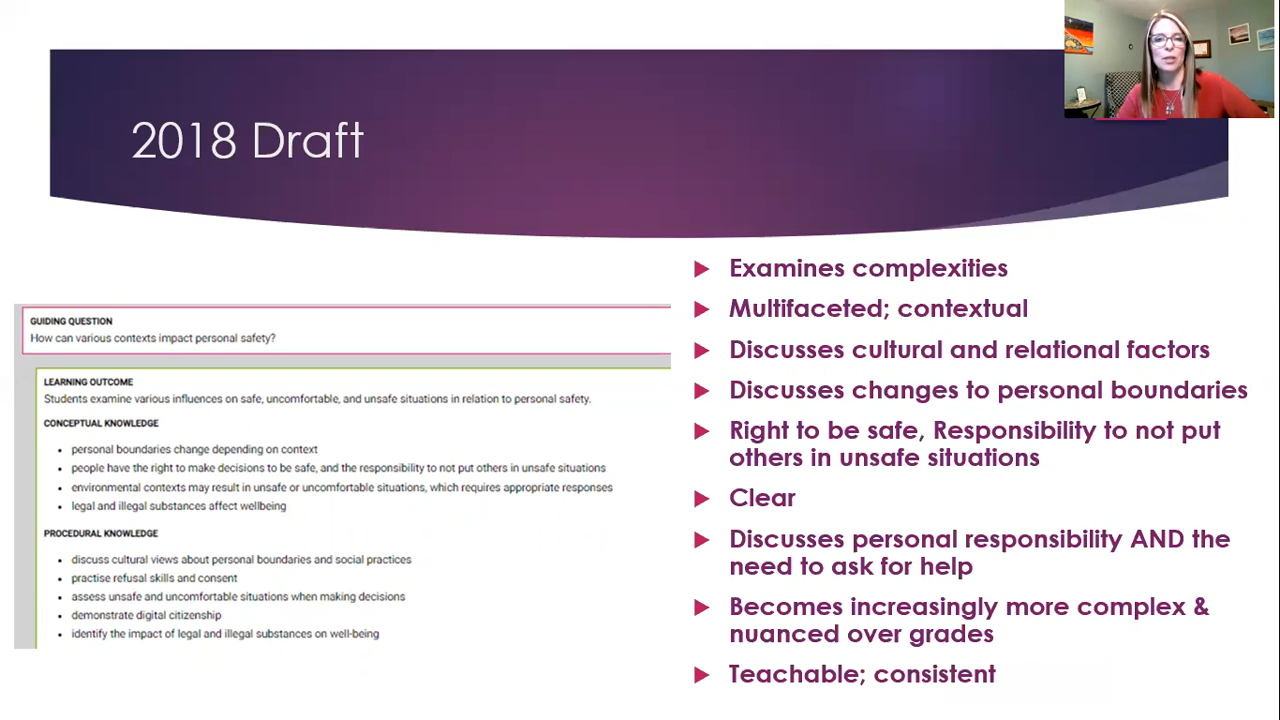 2018 Draft
GUIDING QUESTION
How can various contexts impact personal safety?
LEARNING OUTCOME
Students examine various influences on safe, uncomfortable, and unsafe situations in relation to personal safety.
CONCEPTUAL KNOWLEDGE
• personal boundaries change depending on context
• people have the right to make decisions to be safe, and the responsibility to not put others in unsafe situations
• environmental contexts may result in unsafe or uncomfortable situations, which requires appropriate responses
• legal and illegal substances affect wellbeing
PROCEDURAL KNOWLEDGE
• discuss cultural views about personal boundaries and social practices
• practise refusal skills and consent
• assess unsafe and uncomfortable situations when making decisions
• demonstrate digital citizenship
• identify the impact of legal and illegal substances on well-being
Examines complexities
Multifaceted; contextual
Discusses cultural and relational factors
Discusses changes to personal boundaries
Right to be safe, Responsibility to not put
others in unsafe situations
Clear
Discusses personal responsibility AND the
need to ask for help
Becomes increasingly more complex &
nuanced over grades
Teachable; consistent